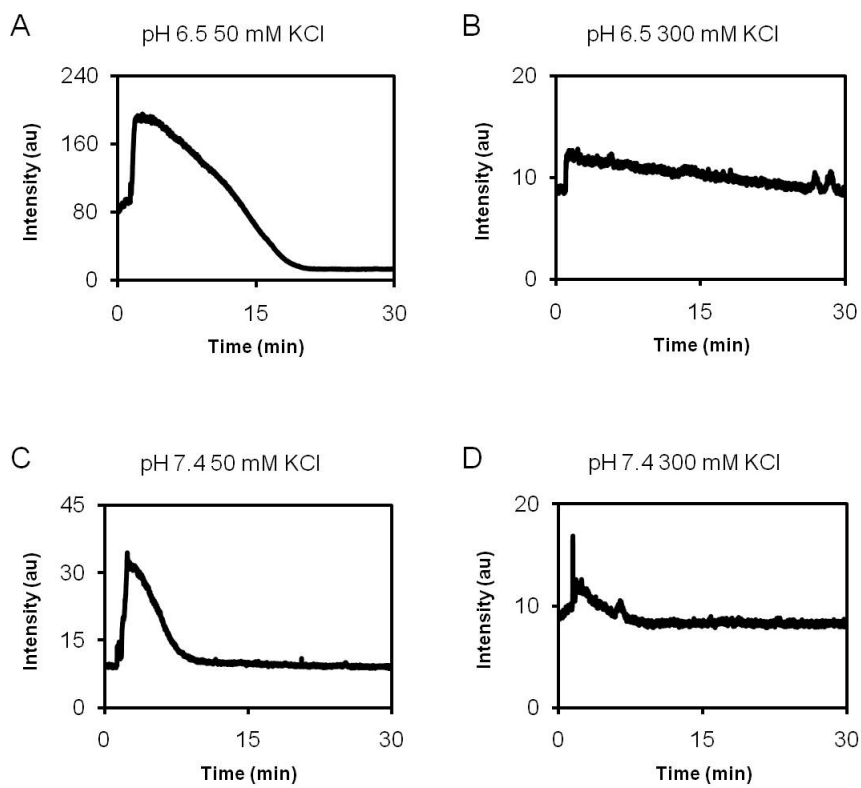 A
pH 6.5 50 mM KCl
240
160
80
0
Intensity (au)
0
15
30
Time (min)
B
pH 6.5 300 mM KCl
20
10
0
Intensity (au)
0
15
30
Time (min)
C
pH 7.4 50 mM KCl
45
30
15
0
Intensity (au)
0
15
30
Time (min)
D
pH 7.4 300 mM KCl
20
10
0
Intensity (au)
0
15
30
Time (min)